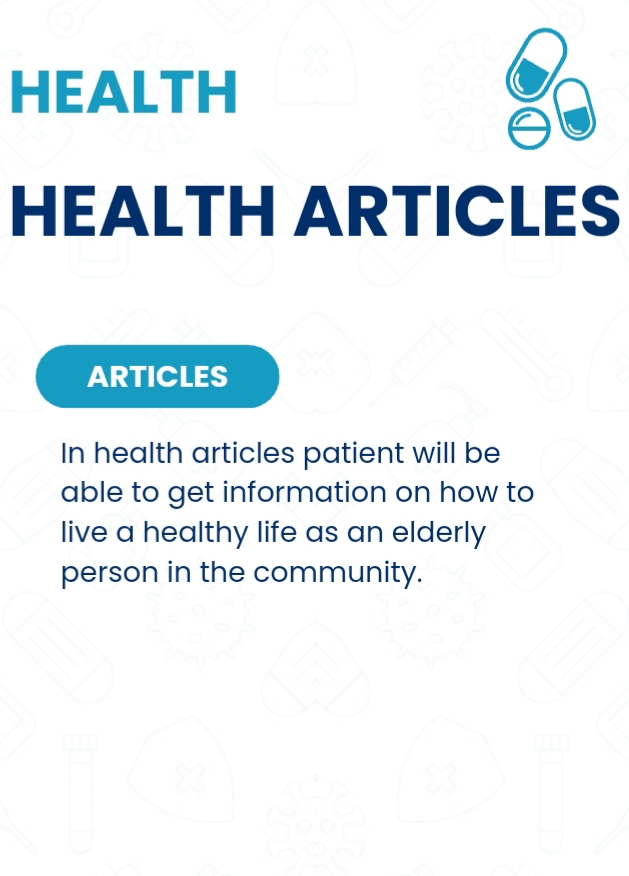 HEALTH
HEALTH ARTICLES
ARTICLES
In health articles patient will be
able to get information on how to
live a healthy life as an elderly
person in the community.